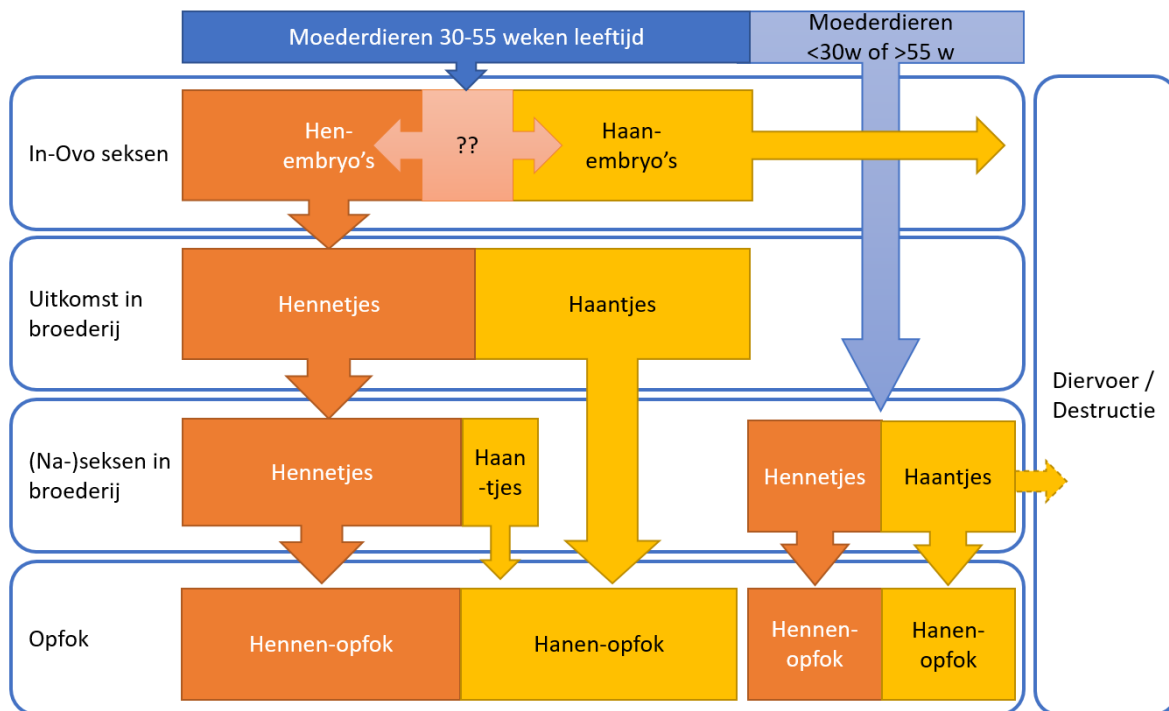 Moederdieren 30-55 weken leeftijd
Moederdieren
<30w of >55 w
In-Ovo seksen
Hen-
embryo's
??
Haan-
embryo's
Uitkomst in
broederij
Hennetjes
Haantjes
Diervoer /
Destructie
(Na-)seksen in
broederij
Hennetjes
Haan
-tjes
Hennetjes
Haantjes
Opfok
Hennen-opfok
Hanen-opfok
Hennen-
opfok
Hanen-
opfok